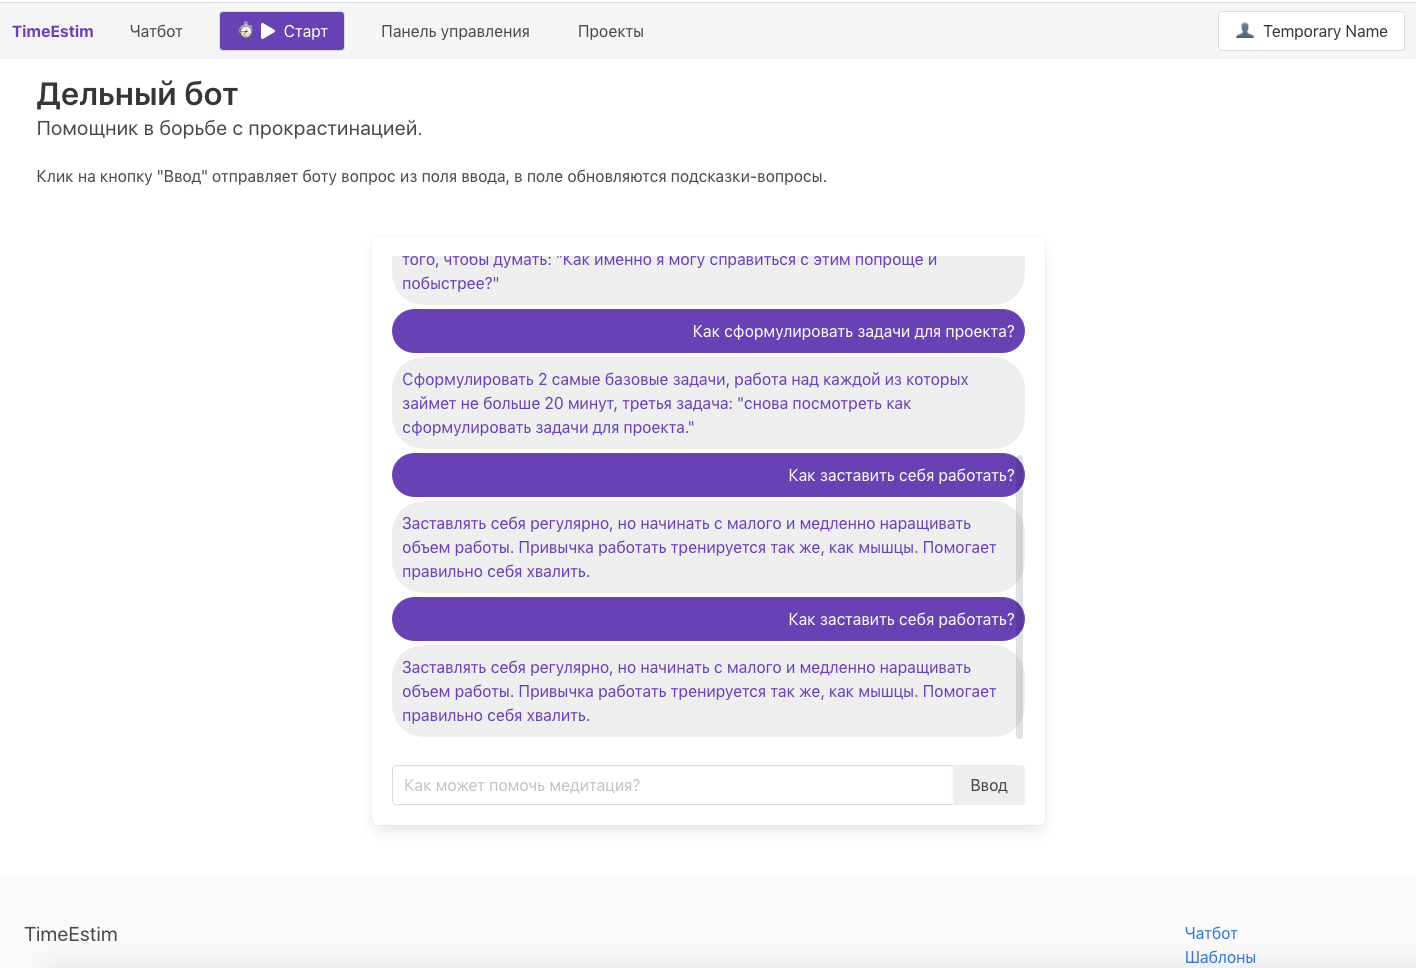 TimeEstim
Чатбот
Старт
Панель управления
Проекты
Temporary Name
Дельный бот
Помощник в борьбе с прокрастинацией.
Клик на кнопку "Ввод" отправляет боту вопрос из поля ввода, в поле обновляются подсказки-вопросы.
того, чтобы думать: "Как именно я могу справиться с этим попроще и
побыстрее?"
Как сформулировать задачи для проекта?
Сформулировать 2 самые базовые задачи, работа над каждой из которых
займет не больше 20 минут, третья задача: "снова посмотреть как
сформулировать задачи для проекта."
Как заставить себя работать?
Заставлять себя регулярно, но начинать с малого и медленно наращивать
объем работы. Привычка работать тренируется так же, как мышцы. Помогает
правильно себя хвалить.
Как заставить себя работать?
Заставлять себя регулярно, но начинать с малого и медленно наращивать
объем работы. Привычка работать тренируется так же, как мышцы. Помогает
правильно себя хвалить.
Как может помочь медитация?
Ввод
TimeEstim
Чатбот
Шаблоны